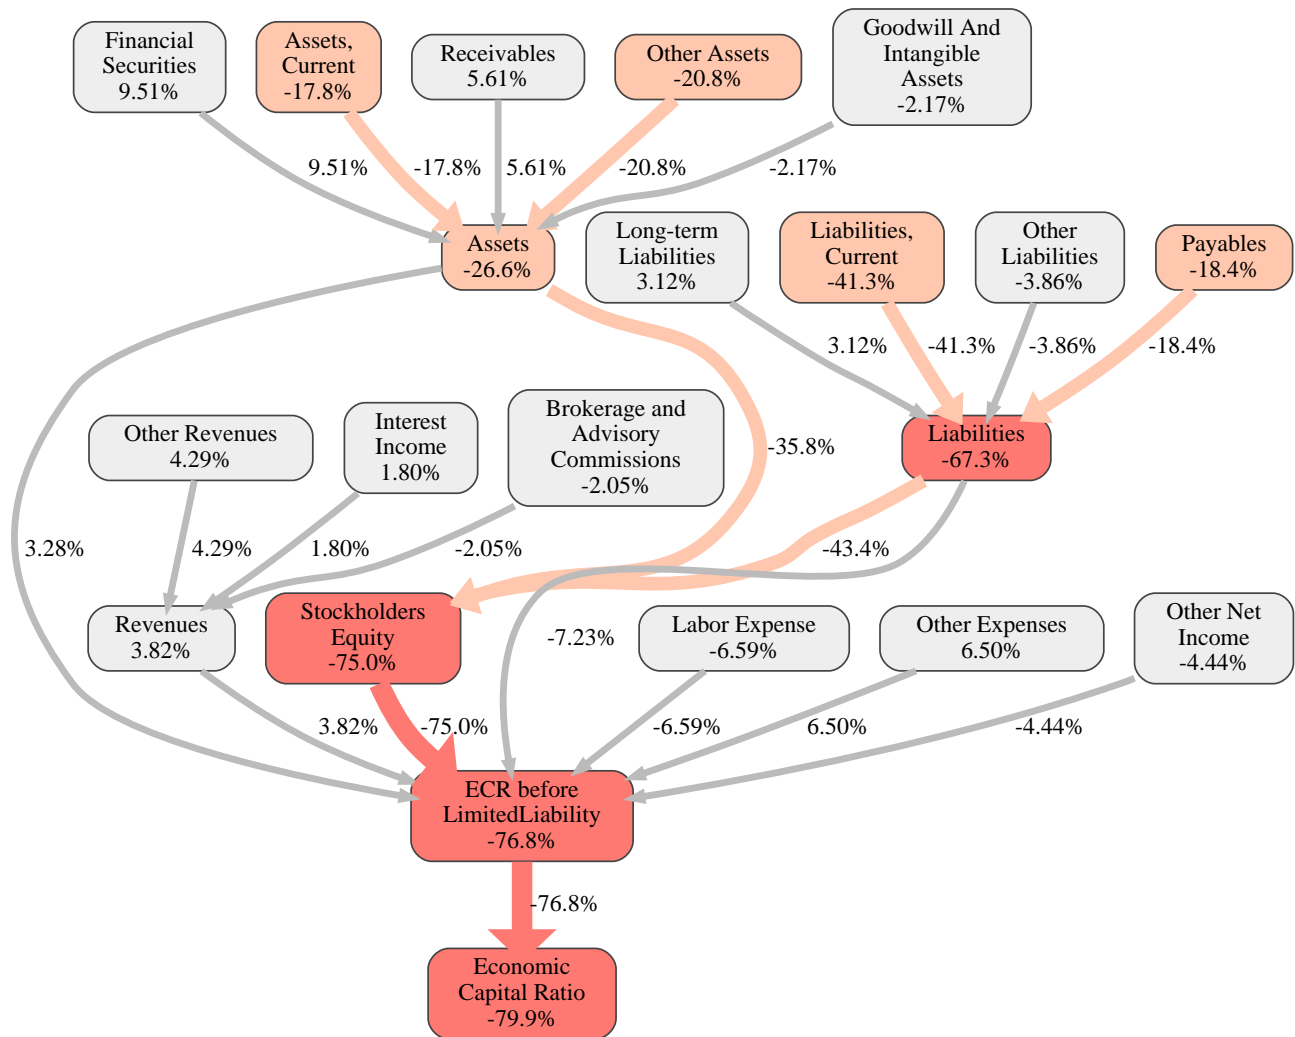 Financial
Securities
9.51%
Assets,
Current
-17.8%
Receivables
5.61%
Other Assets
-20.8%
Goodwill And
Intangible
Assets
-2.17%
9.51%
-17.8%
5.61%
-20.8%
-2.17%
Assets
-26.6%
Long-term
Liabilities
3.12%
Liabilities,
Current
-41.3%
Other
Liabilities
-3.86%
Payables
-18.4%
3.12%
-41.3%
-3.86%
-18.4%
Other Revenues
4.29%
Interest
Income
1.80%
Brokerage and
Advisory
Commissions
-2.05%
-35.8%
Liabilities
-67.3%
3.28%
4.29%
1.80%
-2.05%
-43.4%
Revenues
3.82%
Stockholders
Equity
-75.0%
-7.23%
Labor Expense
-6.59%
Other Expenses
6.50%
Other Net
Income
-4.44%
3.82%
-75.0%
-6.59%
6.50%
-4.44%
ECR before
LimitedLiability
-76.8%
-76.8%
Economic
Capital Ratio
-79.9%